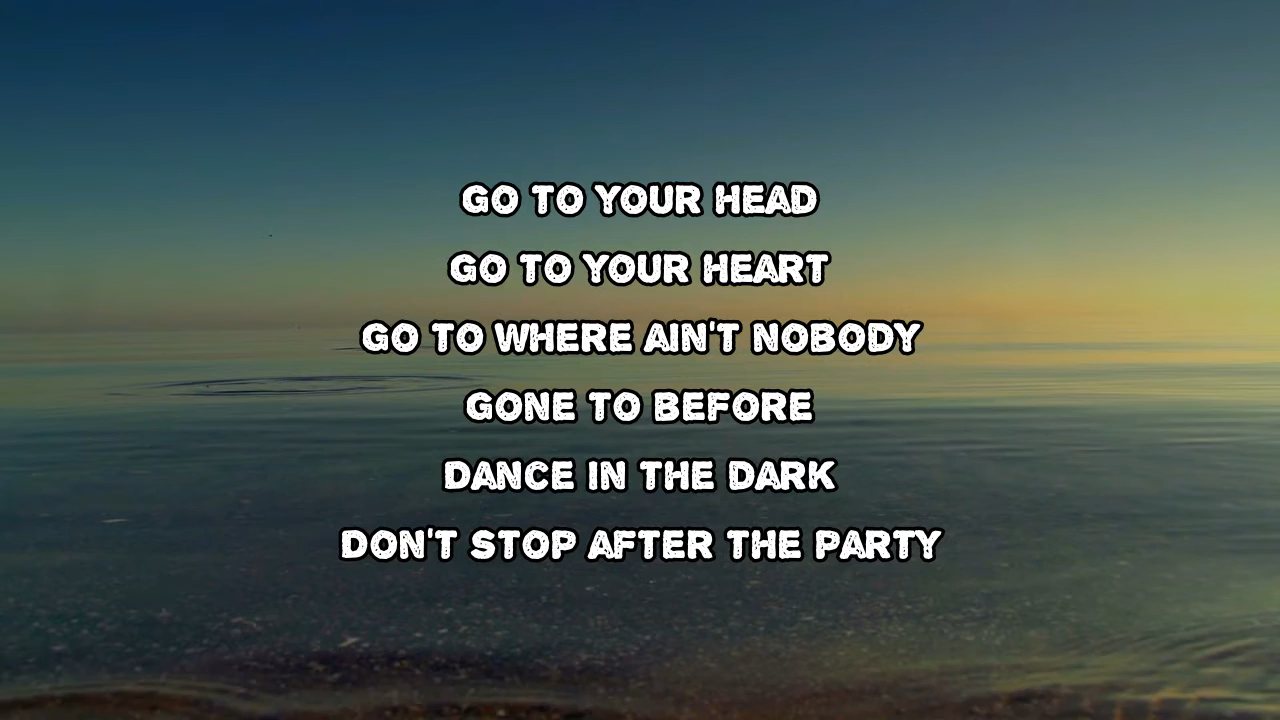 GO TO YOUR HEAD
GO TO YOUR HEART
GO TO WHERE AIN'T NOBODY
GONE TO BEFORE
DANCE IN THE DARK
DON'T STOP AFTER THE PARTY